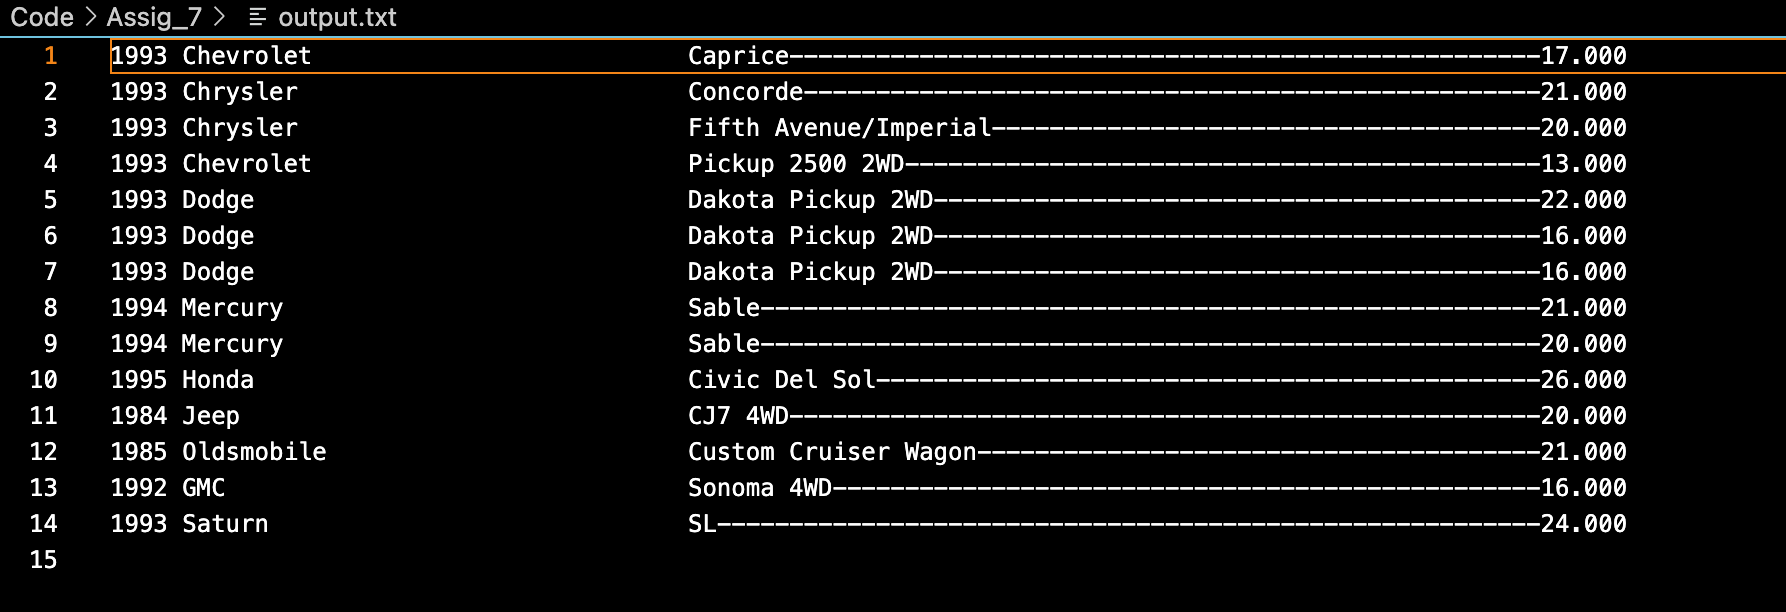 Code > Assig_7 > output.txt
1 1993 Chevrolet Caprice----------------------------------------------------17.000
2 1993 Chrysler Concorde---------------------------------------------------21.000
3 1993 Chrysler Fifth Avenue/Imperial--------------------------------------20.000
4 1993 Chevrolet Pickup 2500 2WD--------------------------------------------13.000
5 1993 Dodge Dakota Pickup 2WD------------------------------------------22.000
6 1993 Dodge Dakota Pickup 2WD------------------------------------------16.000
7 1993 Dodge Dakota Pickup 2WD------------------------------------------16.000
8 1994 Mercury Sable------------------------------------------------------21.000
9 1994 Mercury Sable------------------------------------------------------20.000
10 1995 Honda Civic Del Sol----------------------------------------------26.000
11 1984 Jeep CJ7 4WD----------------------------------------------------20.000
12 1985 Oldsmobile Custom Cruiser Wagon---------------------------------------21.000
13 1992 GMC Sonoma 4WD-------------------------------------------------16.000
14 1993 Saturn SL---------------------------------------------------------24.000
15